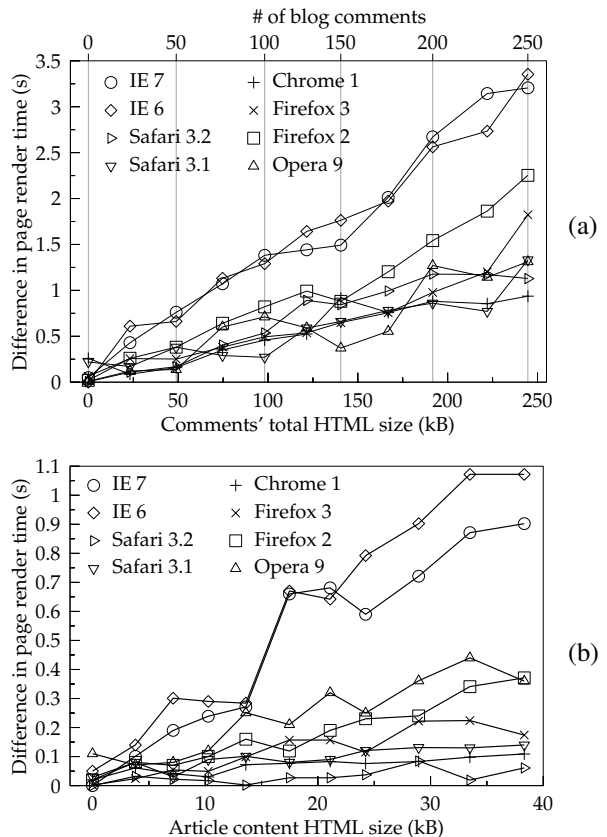 # of blog comments
0 50 100 150 200 250
Difference in page render time (s)
3.5
3
2.5
2
1.5
1
0.5
0
IE 7
IE 6
Safari 3.2
Safari 3.1
Chrome 1
Firefox 3
Firefox 2
Opera 9
(a)
0 50 100 150 200 250
Comments' total HTML size (kB)
Difference in page render time (s)
1.1
1
0.9
0.8
0.7
0.6
0.5
0.4
0.3
0.2
0.1
0
IE 7
IE 6
Safari 3.2
Safari 3.1
Chrome 1
Firefox 3
Firefox 2
Opera 9
(b)
0 10 20 30 40
Article content HTML size (kB)